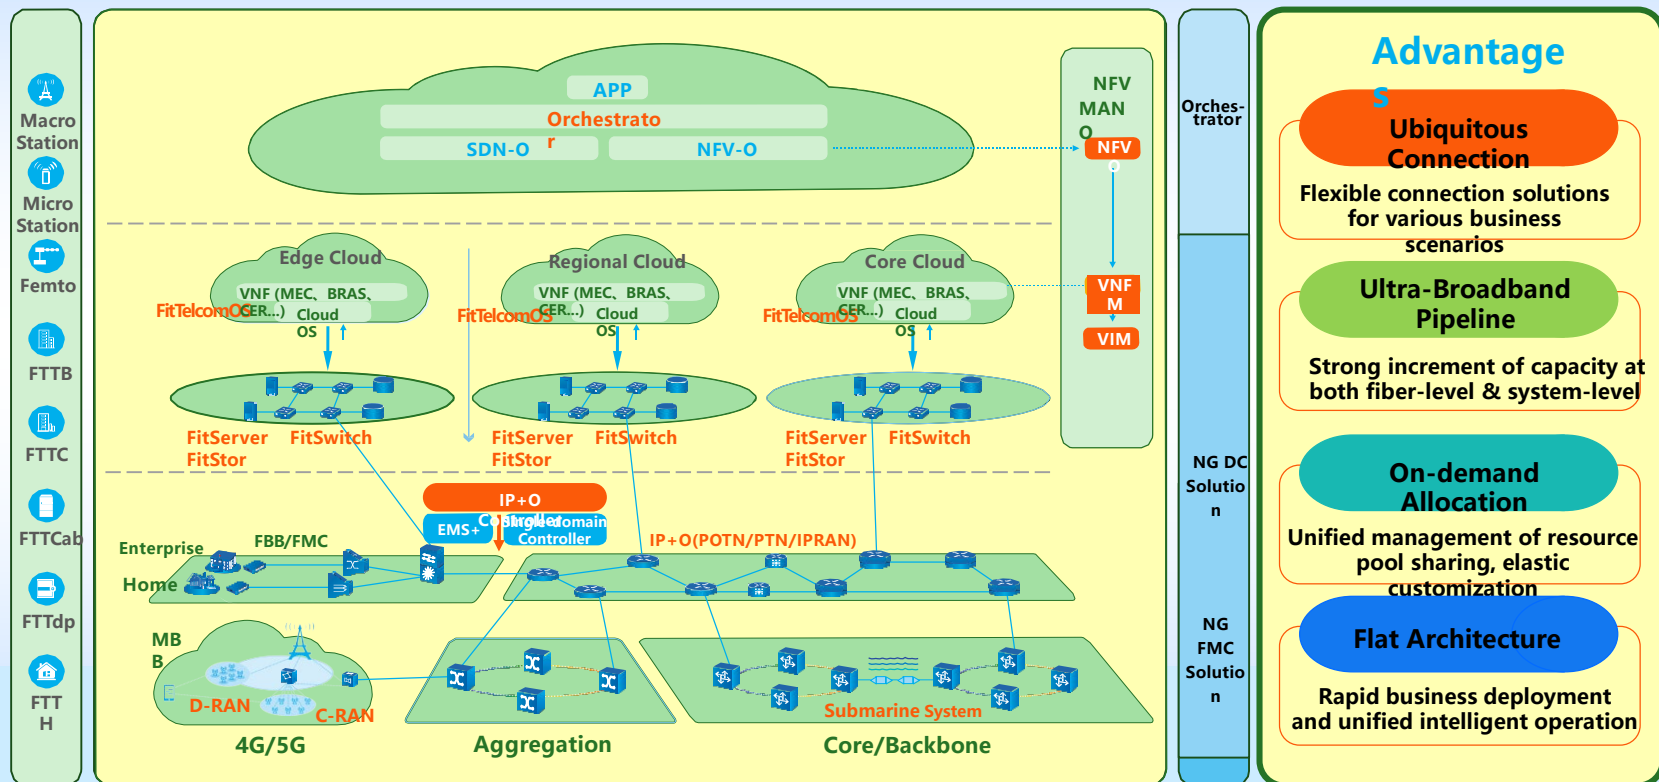 Macro
Station
Micro
Station
Femto
FTTB
FTTC
FTTCab
FTTdp
FTT
H
APP
Orchestrato
r
SDN-O
NFV-O
NFV
MAN
O
NFV
O
VNF
M
VIM
Edge Cloud
VNF (MEC、BRAS、
CER...)
Cloud
OS
FitTelcomOS
Regional Cloud
VNF (MEC、BRAS、
CER...)
Cloud
OS
FitTelcomOS
Core Cloud
VNF (MEC、BRAS、
CER...)
Cloud
OS
FitTelcomOS
FitServer
FitStor
FitSwitch
FitServer
FitStor
FitSwitch
FitServer
FitStor
FitSwitch
IP+O
Controller
EMS+
Single-domain
Controller
IP+O(POTN/PTN/IPRAN)
Enterprise
FBB/FMC
Home
MB
B
D-RAN
C-RAN
4G/5G
Aggregation
Submarine System
Core/Backbone
Orches-
trator
NG DC
Solutio
n
NG
FMC
Solutio
n
Advantage
s
Ubiquitous
Connection
Flexible connection solutions
for various business
scenarios
Ultra-Broadband
Pipeline
Strong increment of capacity at
both fiber-level & system-level
On-demand
Allocation
Unified management of resource
pool sharing, elastic
customization
Flat Architecture
Rapid business deployment
and unified intelligent operation